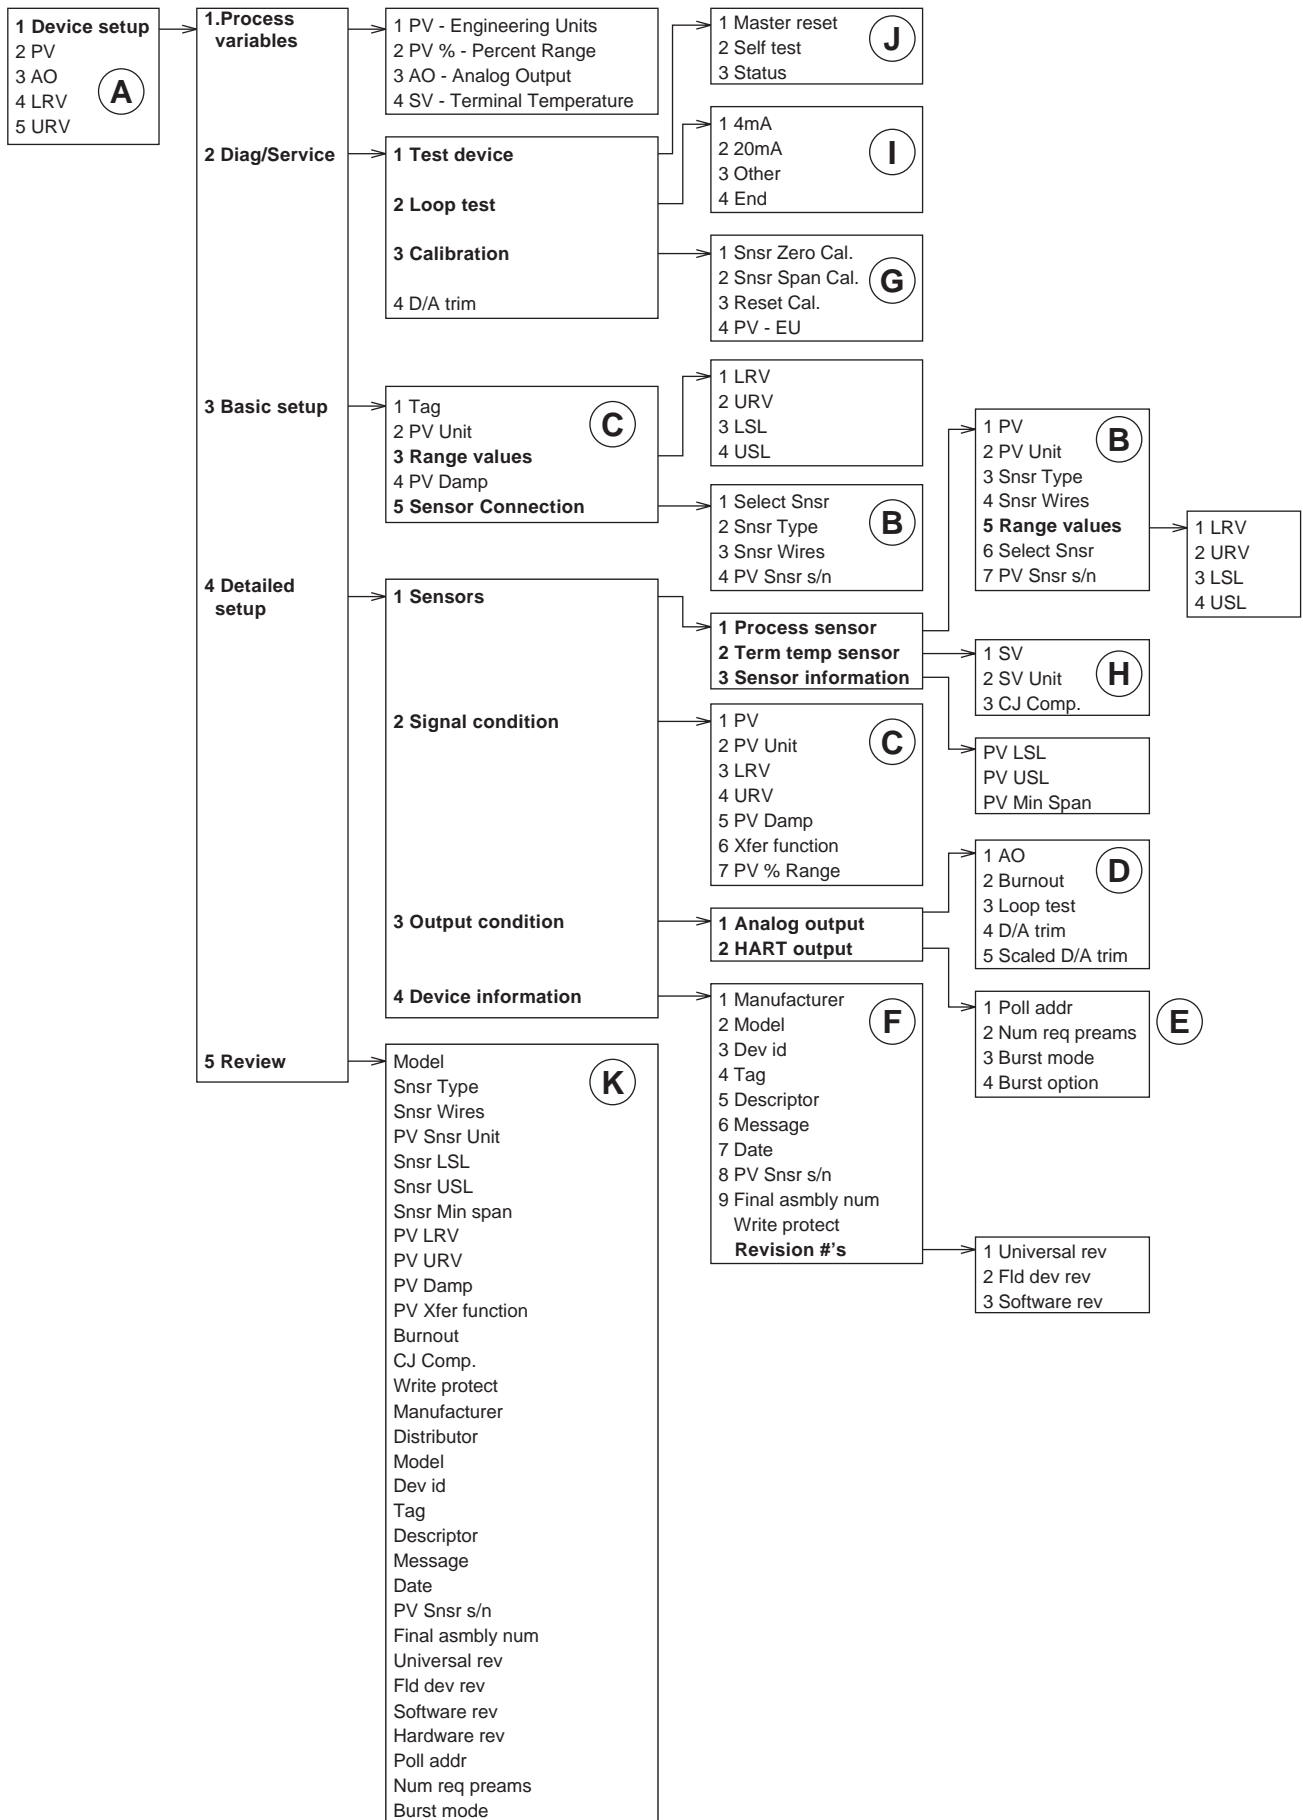 1 Device setup
2 PV
3 AO
4 LRV
5 URV
A
1.Process
variables
2 Diag/Service
3 Basic setup
4 Detailed
setup
5 Review
1 PV - Engineering Units
2 PV % - Percent Range
3 AO - Analog Output
4 SV - Terminal Temperature
1 Test device
2 Loop test
3 Calibration
4 D/A trim
1 Master reset
2 Self test
3 Status
J
1 4mA
2 20mA
3 Other
4 End
I
1 Snsr Zero Cal.
2 Snsr Span Cal.
3 Reset Cal.
4 PV - EU
G
1 Tag
2 PV Unit
3 Range values
4 PV Damp
5 Sensor Connection
C
1 LRV
2 URV
3 LSL
4 USL
1 Select Snsr
2 Snsr Type
3 Snsr Wires
4 PV Snsr s/n
B
1 Sensors
2 Signal condition
3 Output condition
4 Device information
1 Process sensor
2 Term temp sensor
3 Sensor information
1 PV
2 PV Unit
3 Snsr Type
4 Snsr Wires
5 Range values
6 Select Snsr
7 PV Snsr s/n
B
1 LRV
2 URV
3 LSL
4 USL
1 SV
2 SV Unit
3 CJ Comp.
H
PV LSL
PV USL
PV Min Span
1 PV
2 PV Unit
3 LRV
4 URV
5 PV Damp
6 Xfer function
7 PV % Range
C
1 Analog output
2 HART output
1 AO
2 Burnout
3 Loop test
4 D/A trim
5 Scaled D/A trim
D
1 Poll addr
2 Num req preams
3 Burst mode
4 Burst option
E
1 Manufacturer
2 Model
3 Dev id
4 Tag
5 Descriptor
6 Message
7 Date
8 PV Snsr s/n
9 Final asmbly num
Write protect
Revision #'s
F
1 Universal rev
2 Fld dev rev
3 Software rev
Model
Snsr Type
Snsr Wires
PV Snsr Unit
Snsr LSL
Snsr USL
Snsr Min span
PV LRV
PV URV
PV Damp
PV Xfer function
Burnout
CJ Comp.
Write protect
Manufacturer
Distributor
Model
Dev id
Tag
Descriptor
Message
Date
PV Snsr s/n
Final asmbly num
Universal rev
Fld dev rev
Software rev
Hardware rev
Poll addr
Num req preams
Burst mode
K